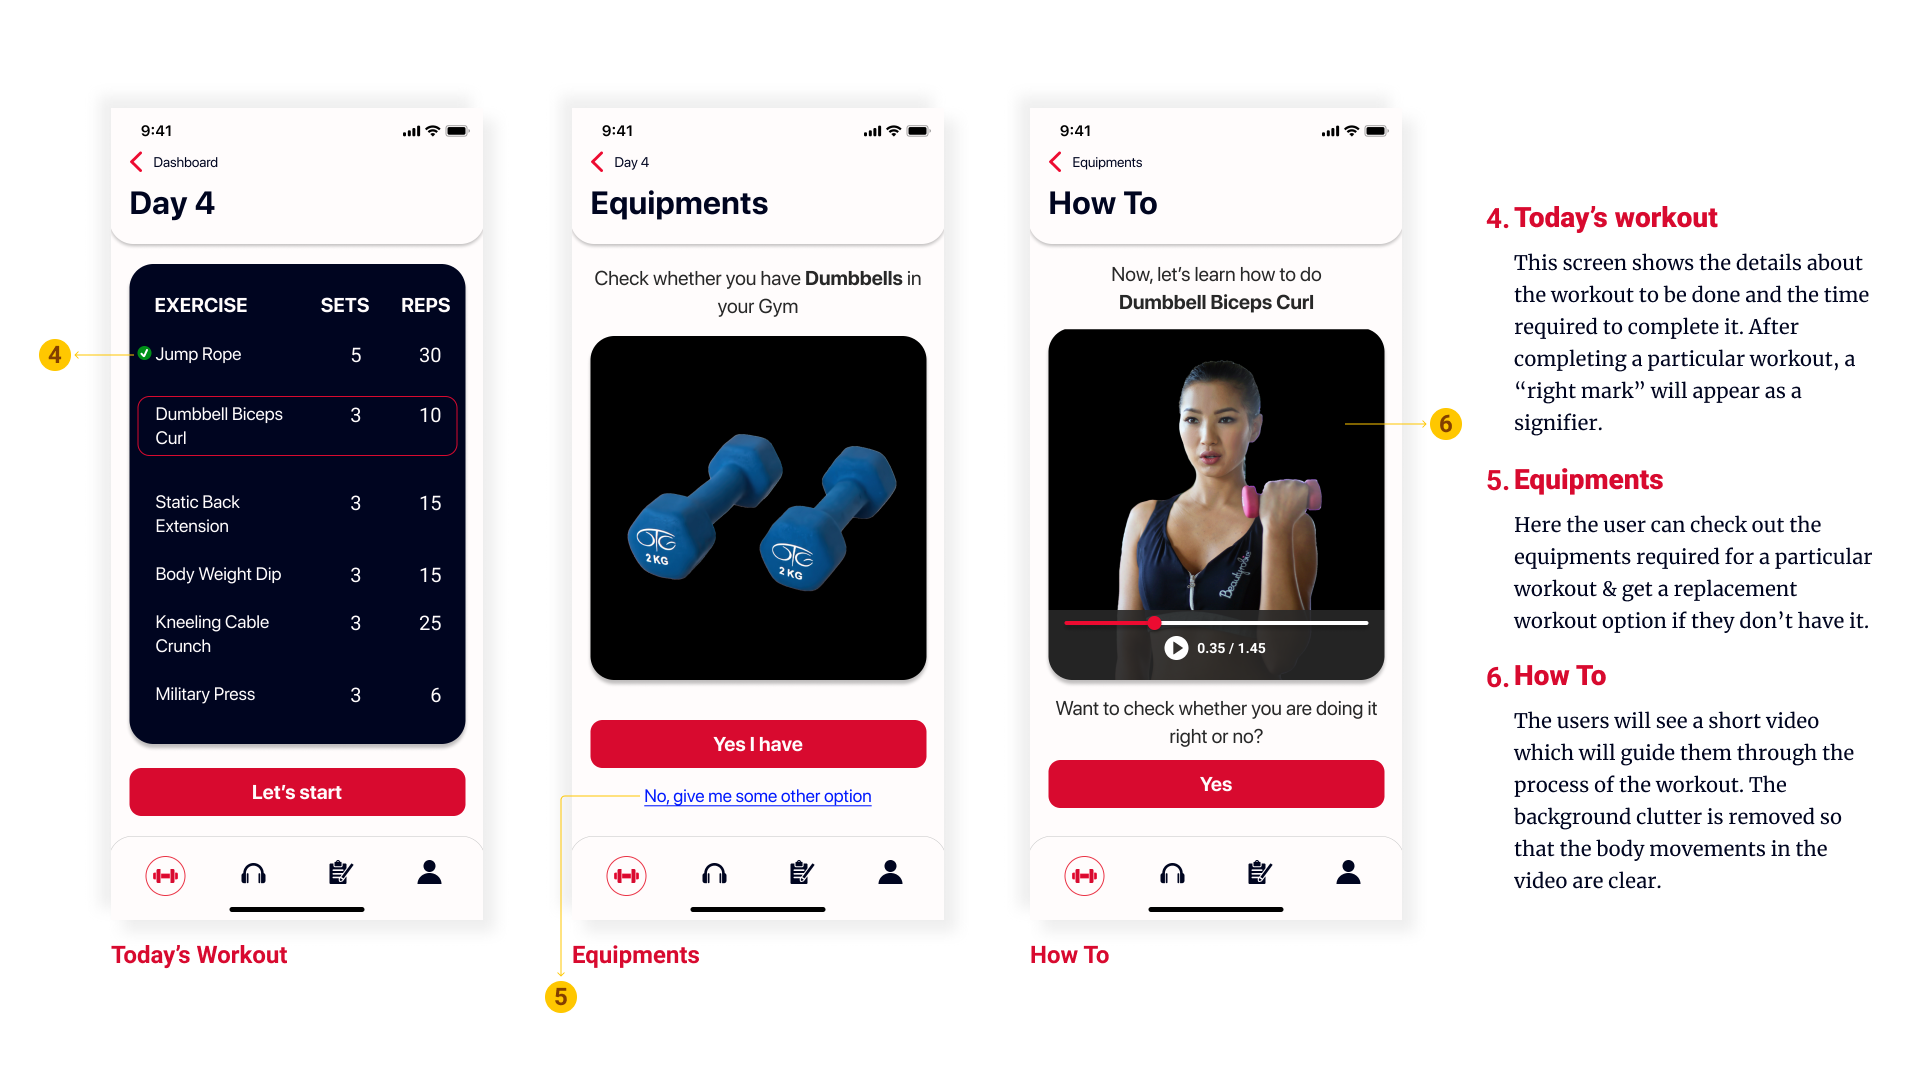 9:41
Dashboard
Day 4
EXERCISE SETS REPS
Jump Rope 5 30
Dumbbell Biceps
Curl 3 10
Static Back
Extension 3 15
Body Weight Dip 3 15
Kneeling Cable
Crunch 3 25
Military Press 3 6
Let's start
Today's Workout
4
9:41
Day 4
Equipments
Check whether you have Dumbbells in
your Gym
OTG
2 KG
OTG
2 KG
Yes I have
No, give me some other option
Equipments
5
9:41
Equipments
How To
Now, let's learn how to do
Dumbbell Biceps Curl
0.35 / 1.45
Want to check whether you are doing it
right or no?
Yes
How To
6
4. Today's workout
This screen shows the details about
the workout to be done and the time
required to complete it. After
completing a particular workout, a
“right mark” will appear as a
signifier.
5. Equipments
Here the user can check out the
equipments required for a particular
workout & get a replacement
workout option if they don't have it.
6. How To
The users will see a short video
which will guide them through the
process of the workout. The
background clutter is removed so
that the body movements in the
video are clear.